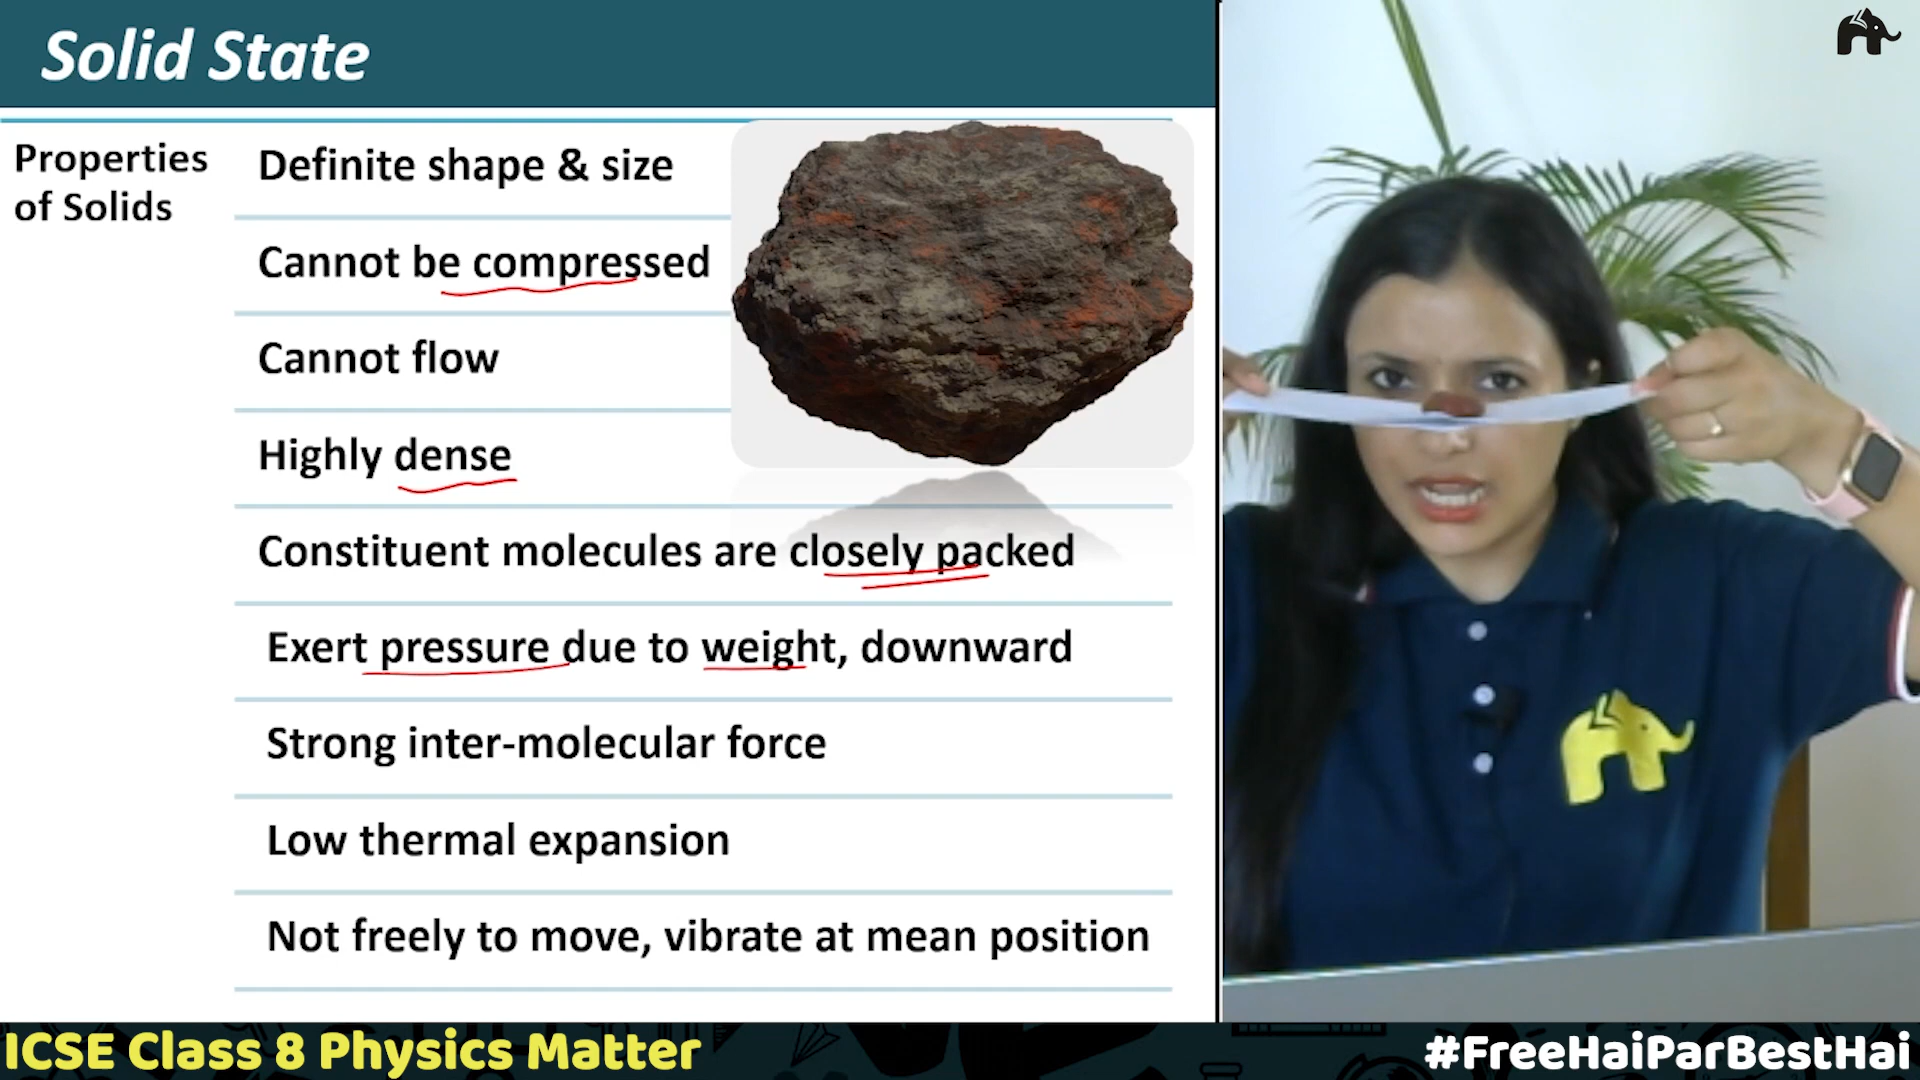 Solid State
Properties
of Solids
Definite shape & size
Cannot be compressed
Cannot flow
Highly dense
Constituent molecules are closely packed
Exert pressure due to weight, downward
Strong inter-molecular force
Low thermal expansion
Not freely to move, vibrate at mean position
ICSE Class 8 Physics Matter
#FreeHaiParBestHai